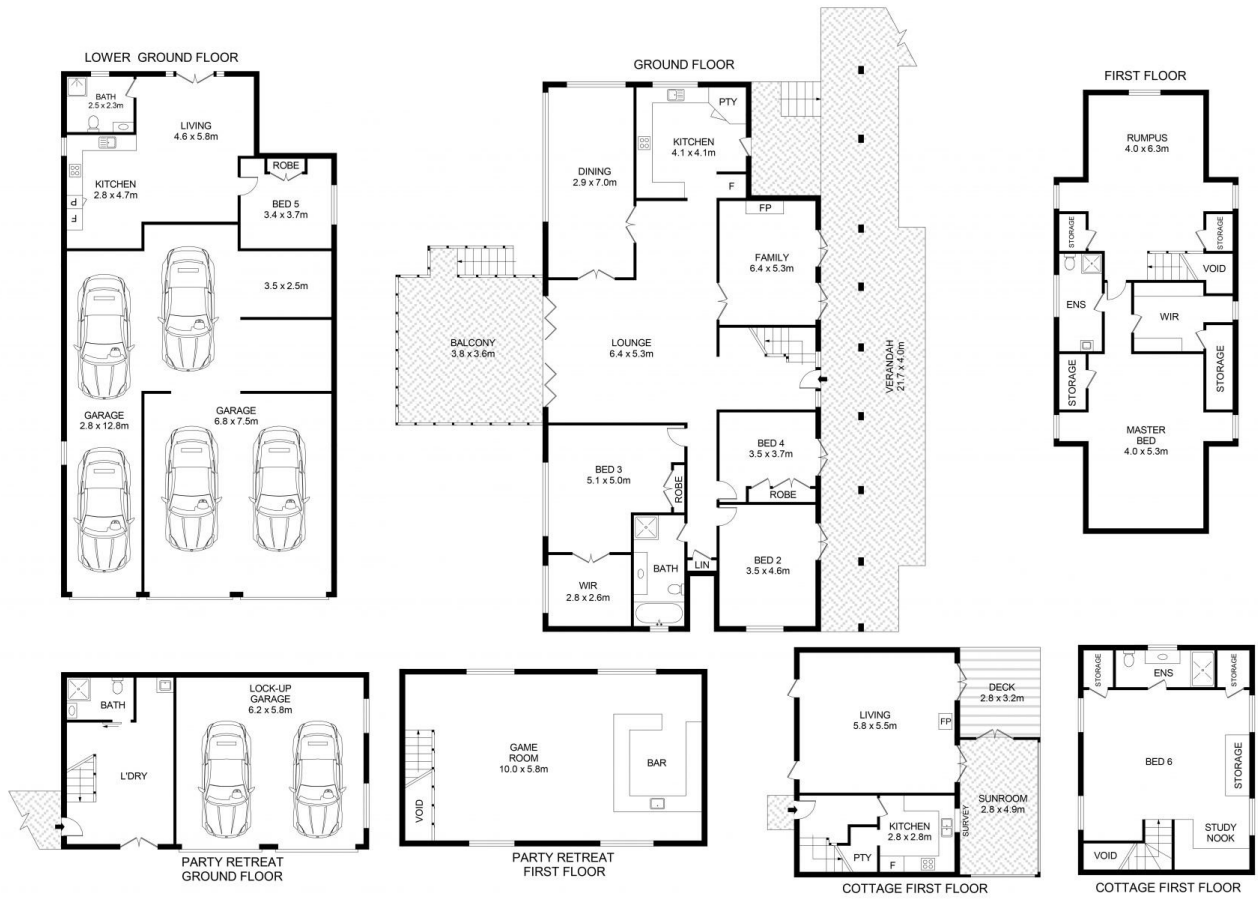 LOWER GROUND FLOOR
BATH
2.5 x 2.3m
LIVING
4.6 x 5.8m
KITCHEN
2.8 x 4.7m
P
F
ROBE
BED 5
3.4 x 3.7m
3.5 x 2.5m
GARAGE
2.8 x 12.8m
GARAGE
6.8 x 7.5m
GROUND FLOOR
KITCHEN
4.1 x 4.1m
PTY
F
DINING
2.9 x 7.0m
FP
FAMILY
6.4 x 5.3m
BALCONY
3.8 x 3.6m
LOUNGE
6.4 x 5.3m
VERANDAH
21.7 x 4.0m
BED 3
5.1 x 5.0m
ROBE
BED 4
3.5 x 3.7m
ROBE
BATH
LIN
BED 2
3.5 x 4.6m
WIR
2.8 x 2.6m
FIRST FLOOR
RUMPUS
4.0 x 6.3m
STORAGE
STORAGE
VOID
ENS
WIR
STORAGE
STORAGE
MASTER
BED
4.0 x 5.3m
BATH
LOCK-UP
GARAGE
6.2 x 5.8m
L'DRY
PARTY RETREAT
GROUND FLOOR
GAME
ROOM
10.0 x 5.8m
BAR
VOID
PARTY RETREAT
FIRST FLOOR
LIVING
5.8 x 5.5m
FP
DECK
2.8 x 3.2m
SUNROOM
2.8 x 4.9m
SURVEY
KITCHEN
2.8 x 2.8m
PTY
F
COTTAGE FIRST FLOOR
STORAGE
ENS
STORAGE
BED 6
STORAGE
STUDY
NOOK
VOID
COTTAGE FIRST FLOOR